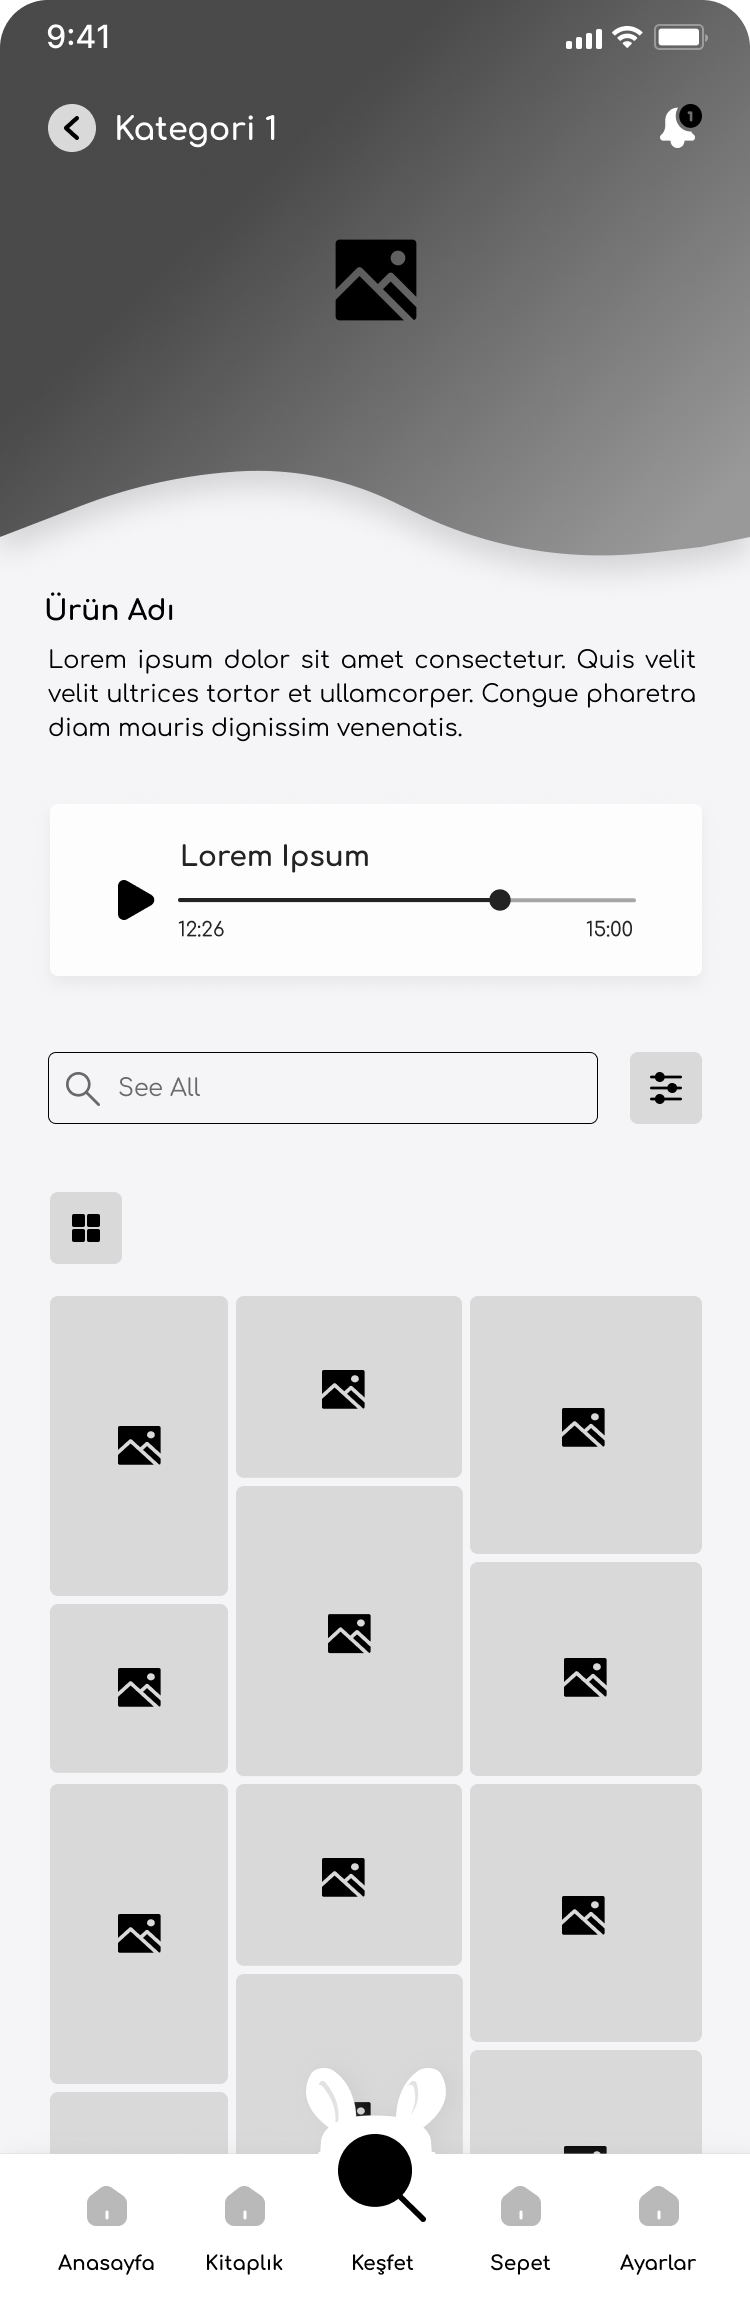 9:41
Kategori 1
1
Ürün Adı
Lorem ipsum dolor sit amet consectetur. Quis velit
velit ultrices tortor et ullamcorper. Congue pharetra
diam mauris dignissim venenatis.
Lorem Ipsum
12:26
15:00
See All
Anasayfa
Kitaplık
Keşfet
Sepet
Ayarlar